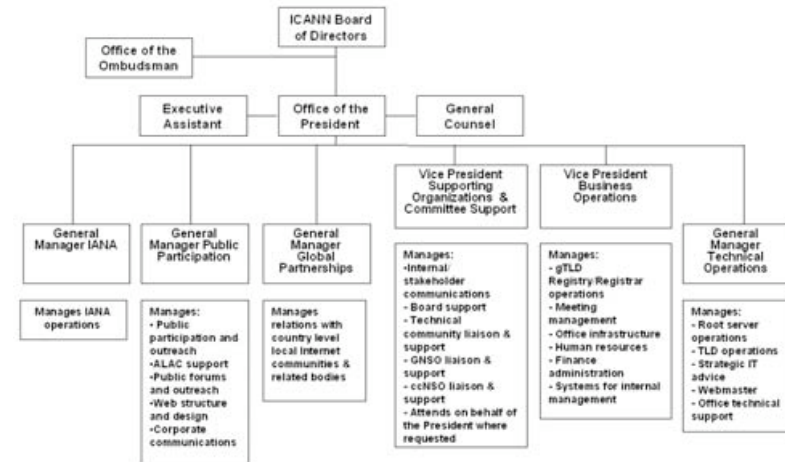 ICANN Board
of Directors
Office of the
Ombudsman
Executive
Assistant
Office of the
President
General
Counsel
General
Manager IANA
General
Manager Public
Participation
General
Manager
Global
Partnerships
Vice President
Supporting
Organizations &
Committee Support
Vice President
Business
Operations
General
Manager
Technical
Operations
Manages IANA
operations
Manages:
- Public
participation and
outreach
-ALAC support
-Public forums and
outreach
-Web structure
and design
-Corporate
communications
Manages
relations with
country level
local Internet
communities &
related bodies
Manages:
-Internal/
stakeholder
communications
- Board support
- Technical
community liaison &
support
- GNSO liaison &
support
- ccNSO liaison &
support
- Attends on behalf of
the President where
requested
Manages:
- gTLD
Registry/Registrar
operations
- Meeting
management
- Office infrastructure
- Human resources
- Finance
administration
- Systems for internal
management
Manages:
- Root server
operations
- TLD operations
- Strategic IT
advice
- Webmaster
- Office technical
support